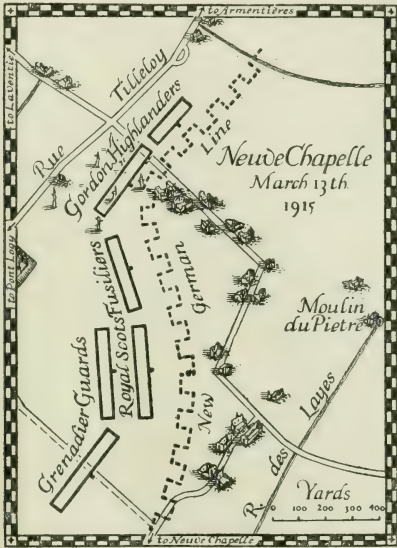 to Armentières
to Laventie
Rue Tilleloy
Gordon Highlanders
Line
Neuve Chapelle
March 13th
1915
to Pont Logy
Fusiliers
German
Moulin
du Pietre
Grenadier Guards
Royal Scots
New
R. des Layes
Yards
0 100 200 300 400
to Neuve Chapelle